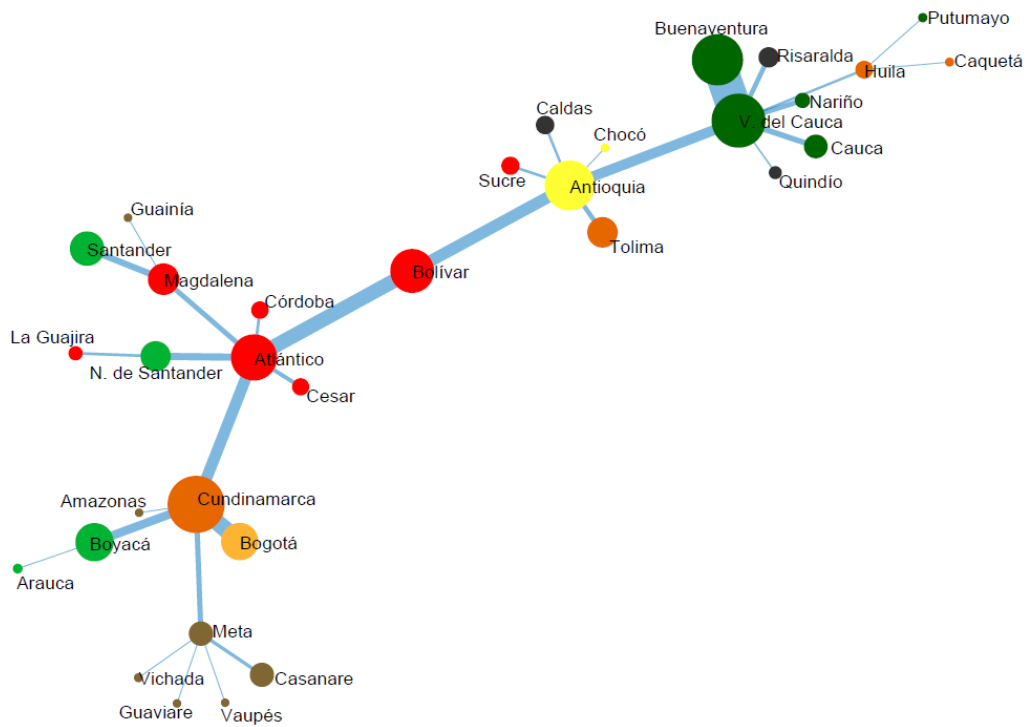 Putumayo
Buenaventura
Risaralda
Caquetá
Huila
Nariño
Caldas
V. del Cauca
Chocó
Cauca
Sucre
Antioquia
Quindío
Guainía
Tolima
Santander
Bolívar
Magdalena
Córdoba
La Guajira
Atlántico
N. de Santander
Cesar
Cundinamarca
Amazonas
Boyacá
Bogotá
Arauca
Meta
Vichada
Casanare
Guaviare
Vaupés